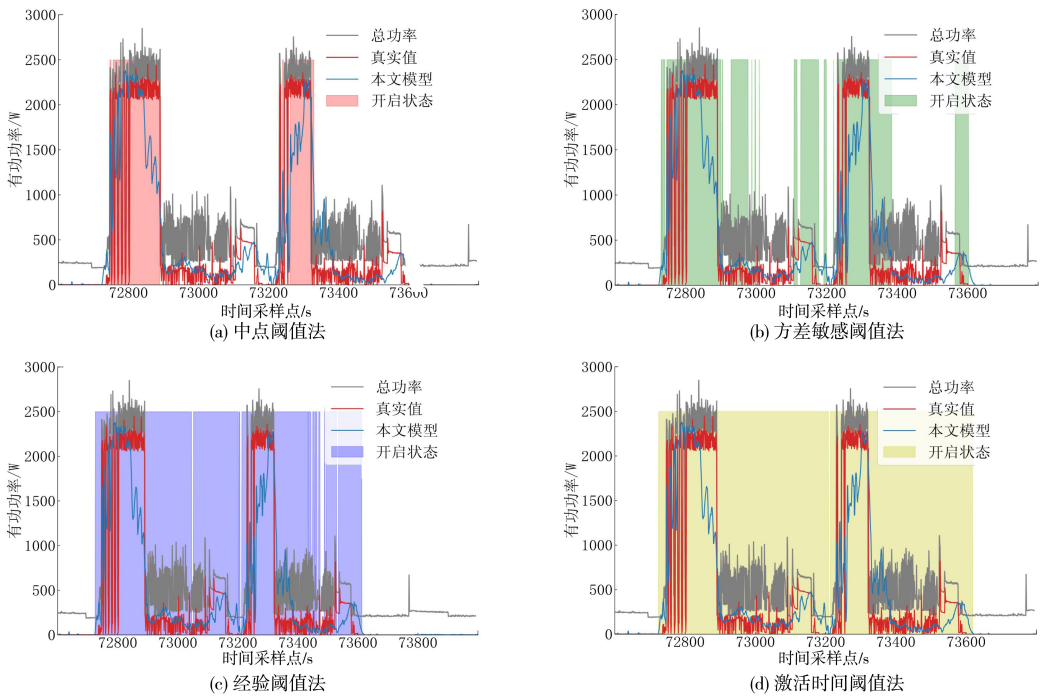 3000
2500
2000
1500
1000
500
0
有功功率/W
总功率
真实值
本文模型
开启状态
72800
73000
73200
73400
7360
时间采样点/s
(a) 中点阈值法
3000
2500
2000
1500
1000
500
0
有功功率/W
总功率
真实值
本文模型
开启状态
72800
73000
73200
73400
73600
时间采样点/s
(b) 方差敏感阈值法
3000
2500
2000
1500
1000
500
0
有功功率/W
总功率
真实值
本文模型
开启状态
72800
73000
73200
73400
73600
73800
时间采样点/s
(c) 经验阈值法
3000
2500
2000
1500
1000
500
0
有功功率/W
总功率
真实值
本文模型
开启状态
72800
73000
73200
73400
73600
时间采样点/s
(d) 激活时间阈值法